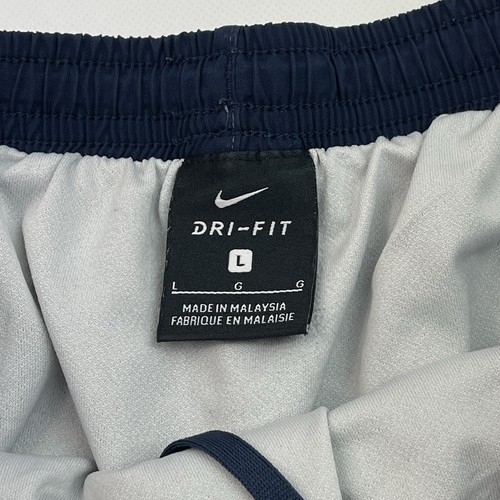 DRI-FIT
L
L G G
MADE IN MALAYSIA
FABRIQUE EN MALAISIE